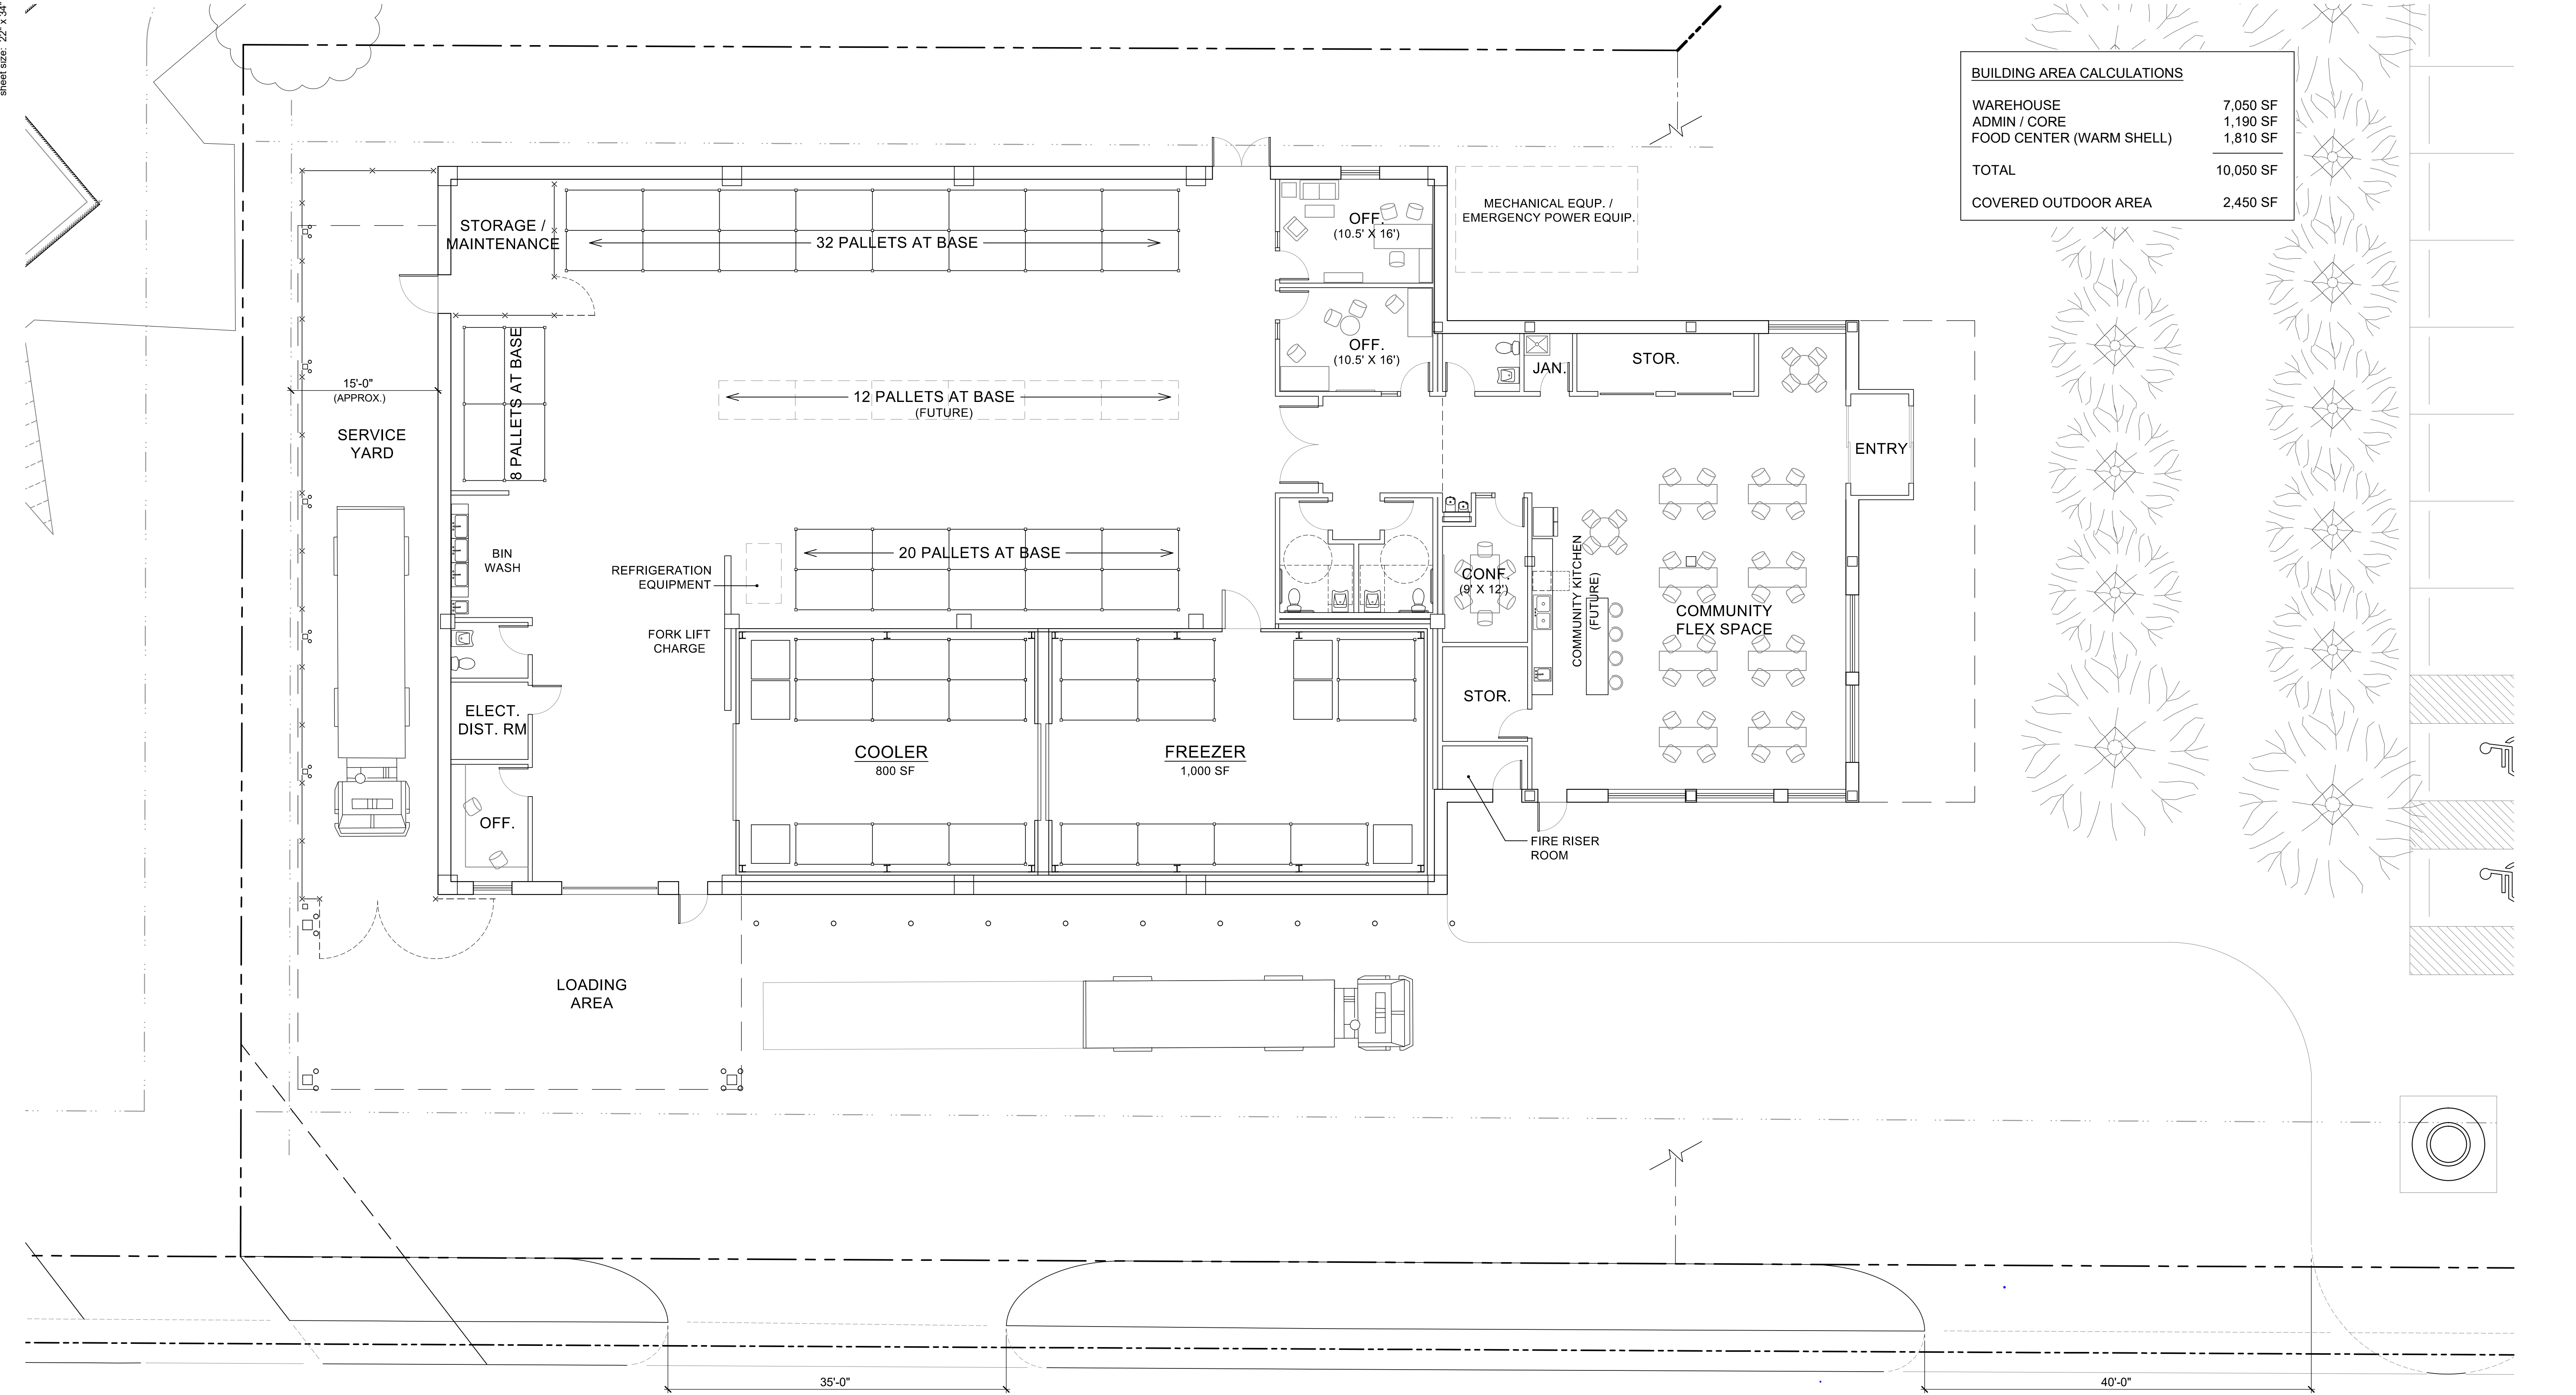 sheet size: 22" x 34"
BUILDING AREA CALCULATIONS
WAREHOUSE 7,050 SF
ADMIN / CORE 1,190 SF
FOOD CENTER (WARM SHELL) 1,810 SF
TOTAL 10,050 SF
COVERED OUTDOOR AREA 2,450 SF
STORAGE /
MAINTENANCE
32 PALLETS AT BASE
OFF.
(10.5' X 16')
MECHANICAL EQUP. /
EMERGENCY POWER EQUIP.
OFF.
(10.5' X 16')
JAN.
STOR.
8 PALLETS AT BASE
15'-0"
(APPROX.)
12 PALLETS AT BASE
(FUTURE)
SERVICE
YARD
ENTRY
BIN
WASH
REFRIGERATION
EQUIPMENT
20 PALLETS AT BASE
CONF.
(9' X 12')
COMMUNITY KITCHEN
(FUTURE)
COMMUNITY
FLEX SPACE
FORK LIFT
CHARGE
ELECT.
DIST. RM
STOR.
COOLER
800 SF
FREEZER
1,000 SF
OFF.
FIRE RISER
ROOM
LOADING
AREA
35'-0"
40'-0"